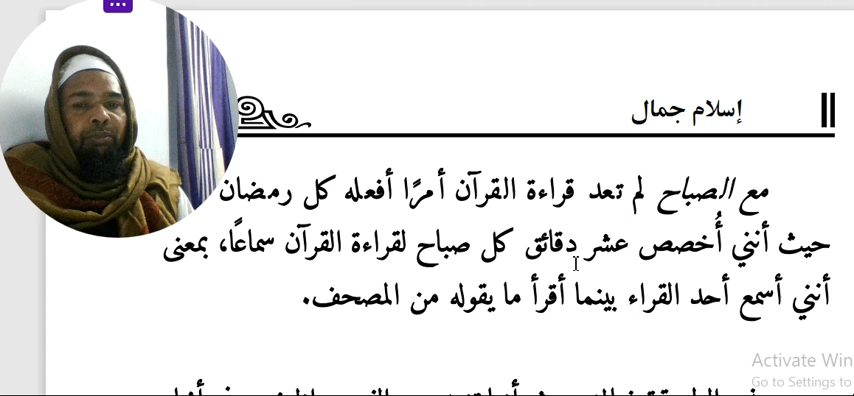 إسلام جمال
مع الصباح لم تعد قراءة القرآن أمرًا أفعله كل رمضان
حيث أنني أُخصص عشر دقائق كل صباح لقراءة القرآن سماعًا، بمعنى
أنني أسمع أحد القراء بينما أقرأ ما يقوله من المصحف.
Activate Win
Go to Settings to